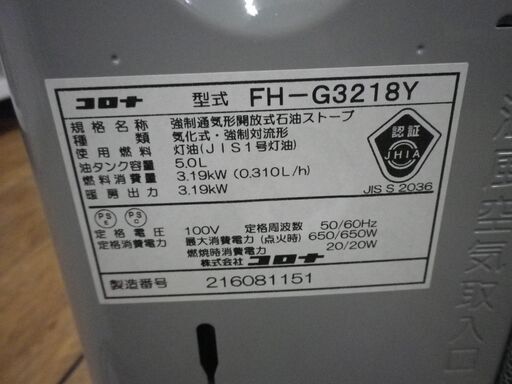 コロナ 型式 FH-G3218Y
規格名称 強制通気形開放式石油ストーブ
種類 気化式・強制対流形
使用燃料 灯油(JIS1号灯油)
油タンク容量 5.0L
燃料消費量 3.19kW (0.310L/h)
暖房出力 3.19kW
認証
JHIA
JIS S 2036
PS E
PS C
定格電圧 100V 定格周波数 50/60Hz
定格消費電力 最大消費電力(点火時) 650/650W
燃焼時消費電力 20/20W
株式会社 コロナ
製造番号 216081151
温風空気取入口